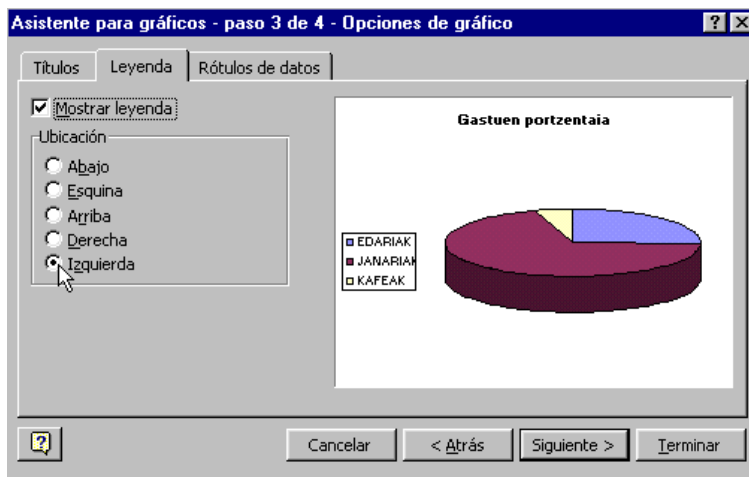 Asistente para gráficos - paso 3 de 4 - Opciones de gráfico
Títulos Leyenda Rótulos de datos
Mostrar leyenda
Ubicación
Abajo
Esquina
Arriba
Derecha
Izquierda
Gastuen portzentaia
EDARIAK
JANARIAK
KAFEAK
Cancelar < Atrás Siguiente > Terminar